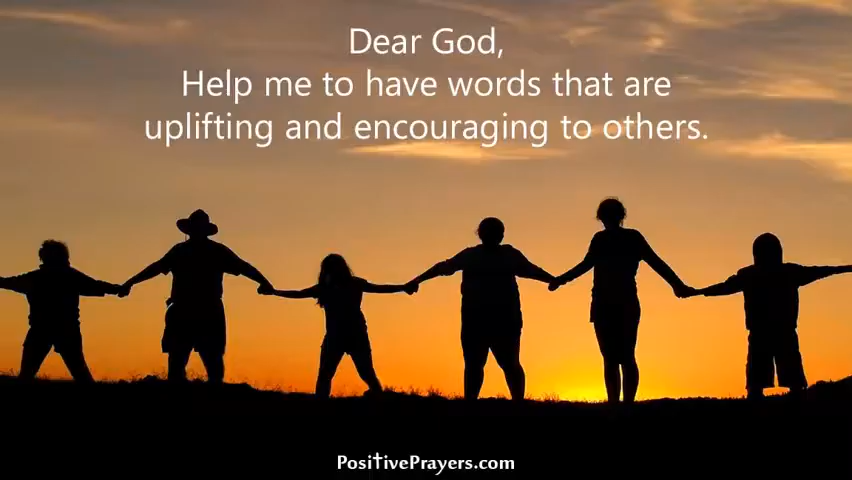 Dear God,
Help me to have words that are
uplifting and encouraging to others.
PositivePrayers.com